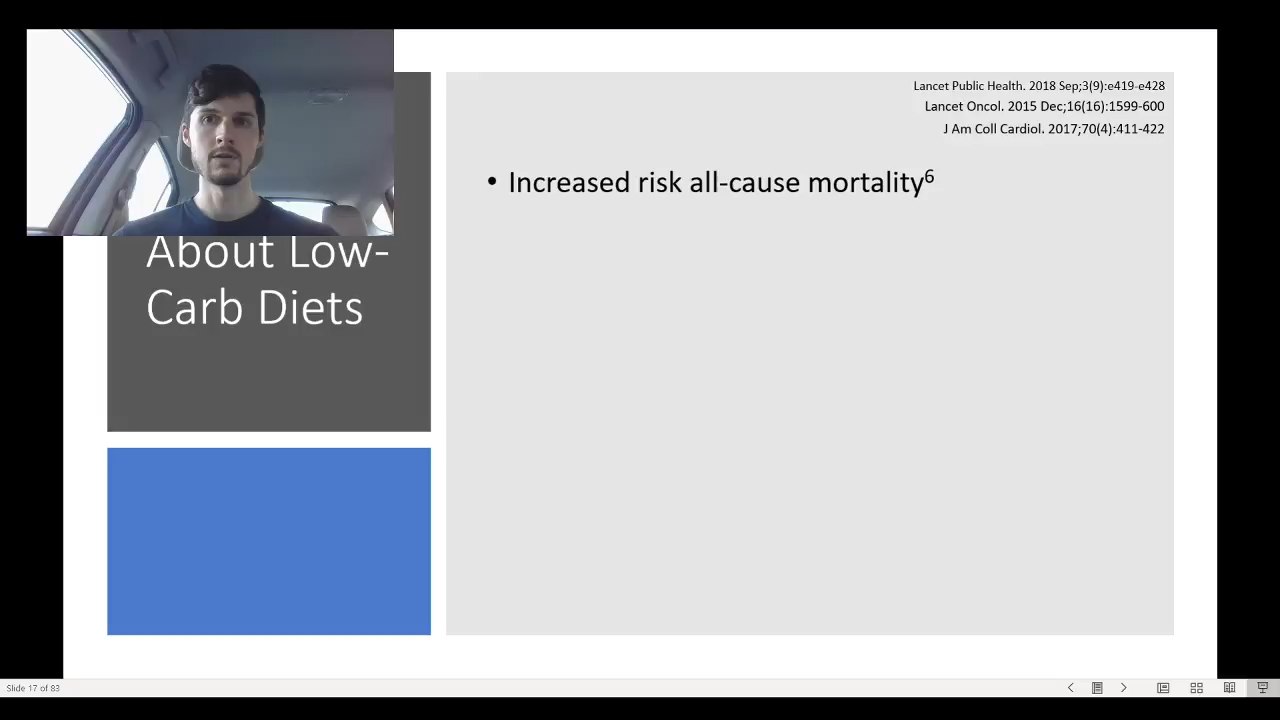 Lancet Public Health. 2018 Sep;3(9):e419-e428
Lancet Oncol. 2015 Dec;16(16):1599-600
J Am Coll Cardiol. 2017;70(4):411-422
• Increased risk all-cause mortality⁶
About Low-
Carb Diets
Slide 17 of 83